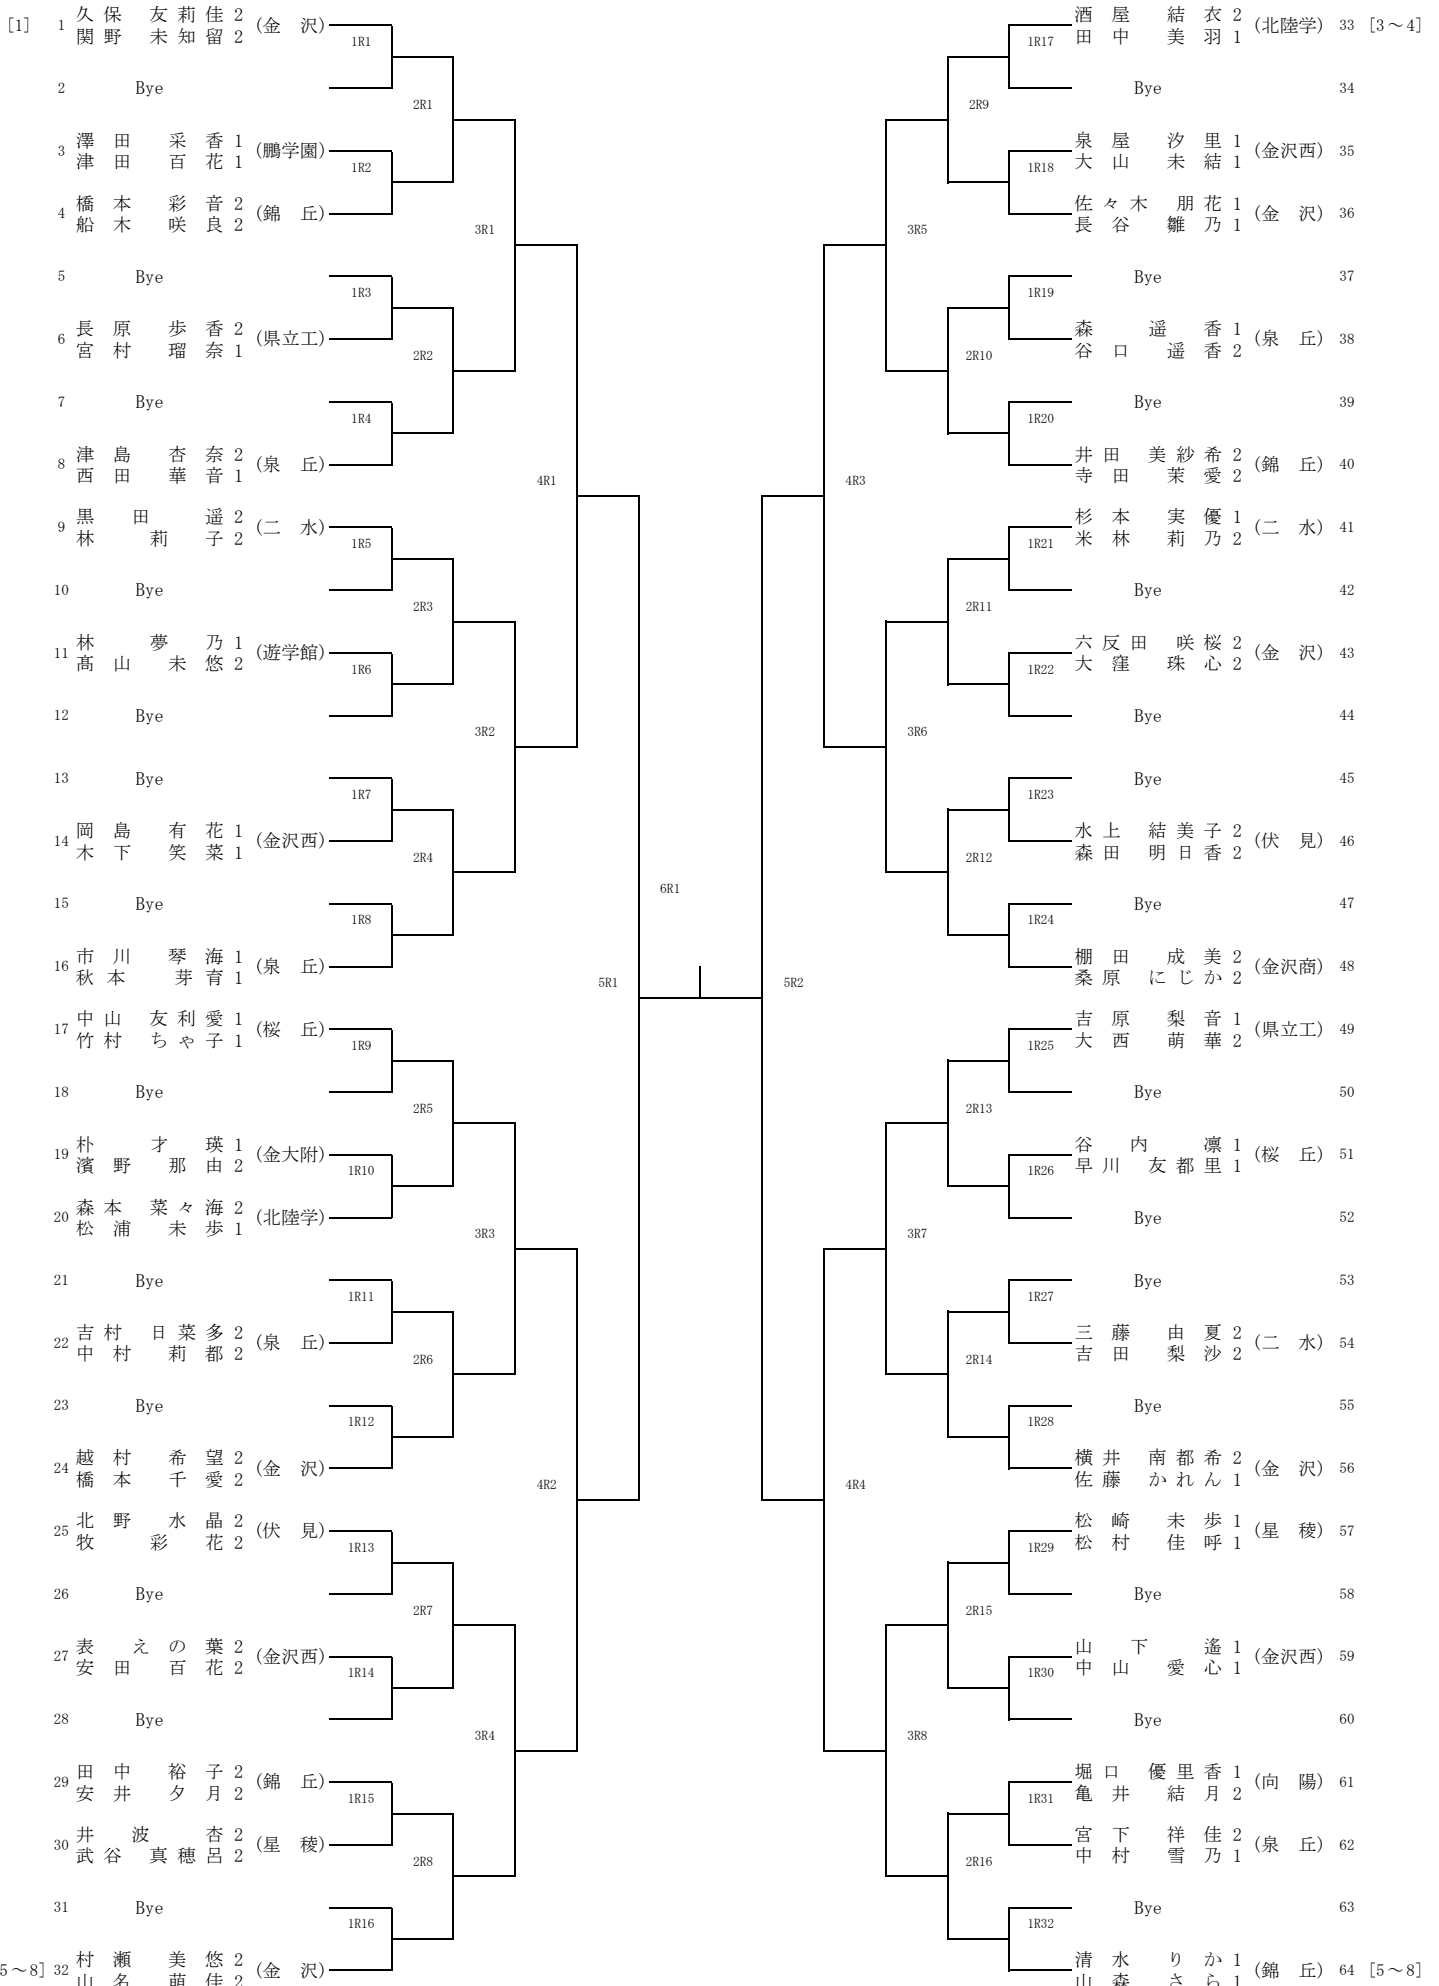 [1] 1 久保 友莉佳 2 (金 沢)
関野 未知留 2
1R1
2 Bye
2R1
3 澤田 采香 1 (鵬学園)
津田 百花 1
1R2
4 橋本 彩音 2 (錦 丘)
船木 咲良 2
3R1
5 Bye
1R3
6 長原 歩香 2 (県立工)
宮村 瑠奈 1
2R2
7 Bye
1R4
8 津島 杏奈 2 (泉 丘)
西田 華音 1
4R1
9 黒田 遥 2 (二 水)
林 莉子 2
1R5
10 Bye
2R3
11 林 夢乃 1 (遊学館)
髙山 未悠 2
1R6
12 Bye
3R2
13 Bye
1R7
14 岡島 有花 1 (金沢西)
木下 笑菜 1
2R4
15 Bye
1R8
16 市川 琴海 1 (泉 丘)
秋本 芽育 1
5R1
17 中山 友利愛 1 (桜 丘)
竹村 ちゃ子 1
1R9
18 Bye
2R5
19 朴 才瑛 1 (金大附)
濱野 那由 2
1R10
20 森本 菜々海 2 (北陸学)
松浦 未歩 1
3R3
21 Bye
1R11
22 吉村 日菜多 2 (泉 丘)
中村 莉都 2
2R6
23 Bye
1R12
24 越村 希望 2 (金 沢)
橋本 千愛 2
4R2
25 北野 水晶 2 (伏 見)
牧 彩花 2
1R13
26 Bye
2R7
27 表 えの葉 2 (金沢西)
安田 百花 2
1R14
28 Bye
3R4
29 田中 裕子 2 (錦 丘)
安井 夕月 2
1R15
30 井波 杏 2 (星 稜)
武谷 真穂呂 2
2R8
31 Bye
1R16
5～8] 32 村瀬 美悠 2 (金 沢)
山名 萌佳 2
6R1
酒屋 結衣 2 (北陸学) 33 [3～4]
田中 美羽 1
1R17
Bye 34
2R9
泉屋 汐里 1 (金沢西) 35
大山 未結 1
1R18
佐々木 朋花 1 (金 沢) 36
長谷 雛乃 1
3R5
Bye 37
1R19
森 遥香 1 (泉 丘) 38
谷口 遥香 2
2R10
Bye 39
1R20
井田 美紗希 2 (錦 丘) 40
寺田 茉愛 2
4R3
杉本 実優 1 (二 水) 41
米林 莉乃 2
1R21
Bye 42
2R11
六反田 咲桜 2 (金 沢) 43
大窪 珠心 2
1R22
Bye 44
3R6
Bye 45
1R23
水上 結美子 2 (伏 見) 46
森田 明日香 2
2R12
Bye 47
1R24
棚田 成美 2 (金沢商) 48
桑原 にじか 2
5R2
吉原 梨音 1 (県立工) 49
大西 萌華 2
1R25
Bye 50
2R13
谷内 凛 1 (桜 丘) 51
早川 友都里 1
1R26
Bye 52
3R7
Bye 53
1R27
三藤 由夏 2 (二 水) 54
吉田 梨沙 2
2R14
Bye 55
1R28
横井 南都希 2 (金 沢) 56
佐藤 かれん 1
4R4
松崎 未歩 1 (星 稜) 57
松村 佳呼 1
1R29
Bye 58
2R15
山下 遙 1 (金沢西) 59
中山 愛心 1
1R30
Bye 60
3R8
堀口 優里香 1 (向 陽) 61
亀井 結月 2
1R31
宮下 祥佳 2 (泉 丘) 62
中村 雪乃 1
2R16
Bye 63
1R32
清水 りか 1 (錦 丘) 64 [5～8]
山森 さら 1